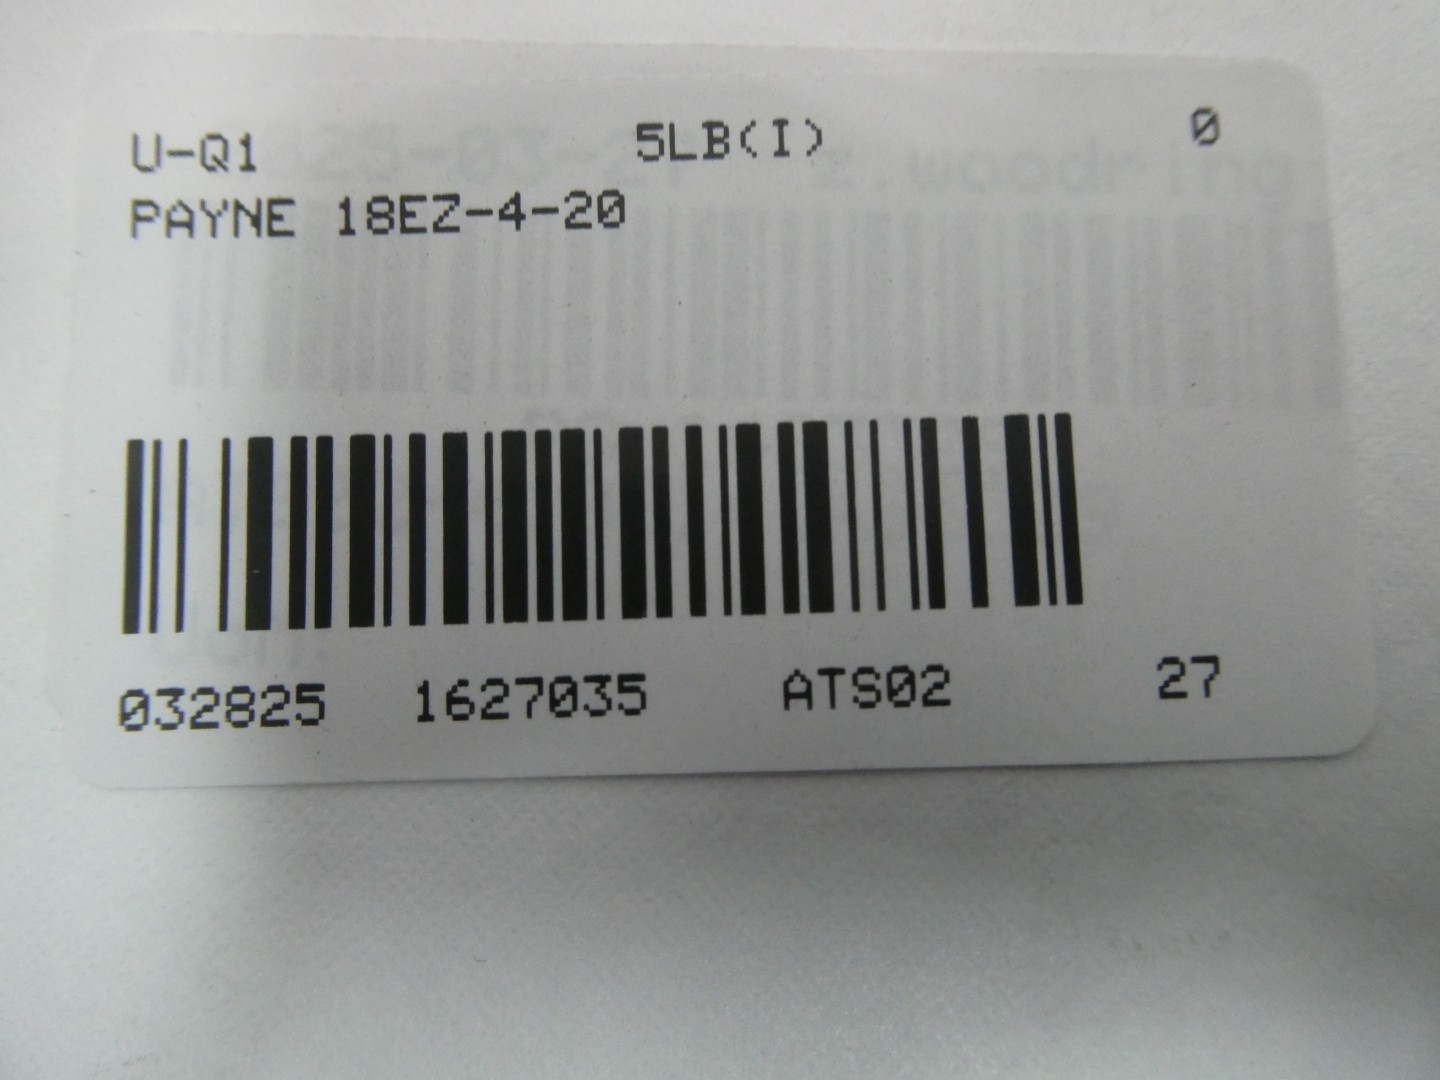 U-Q1 5LB(I) 0
PAYNE 18EZ-4-20
032825 1627035 ATS02 27